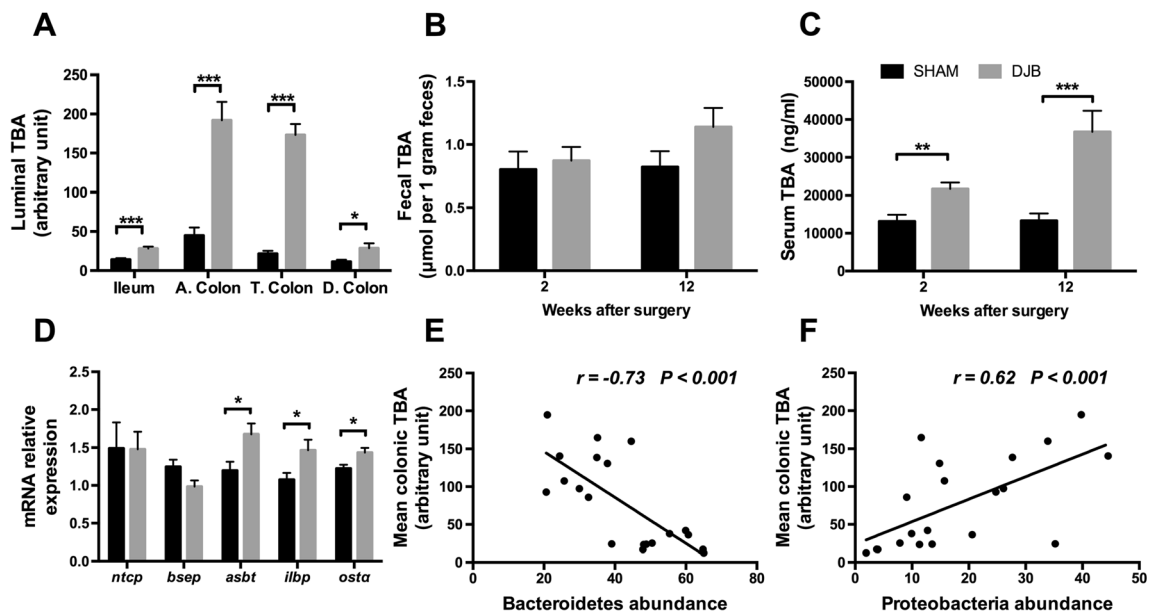 A
Luminal TBA
(arbitrary unit)
250
200
150
100
50
0
***
***
***
*
Ileum A. Colon T. Colon D. Colon
B
Fecal TBA
(μmol per 1 gram feces)
1.5
1.0
0.5
0.0
2 12
Weeks after surgery
C
SHAM DJB
Serum TBA (ng/ml)
50000
40000
30000
20000
10000
0
**
***
2 12
Weeks after surgery
D
mRNA relative
expression
2.5
2.0
1.5
1.0
0.5
0.0
*
*
*
ntcp bsep asbt ilbp ostα
E
r = -0.73 P < 0.001
Mean colonic TBA
(arbitrary unit)
250
200
150
100
50
0
0 20 40 60 80
Bacteroidetes abundance
F
r = 0.62 P < 0.001
Mean colonic TBA
(arbitrary unit)
250
200
150
100
50
0
0 10 20 30 40 50
Proteobacteria abundance